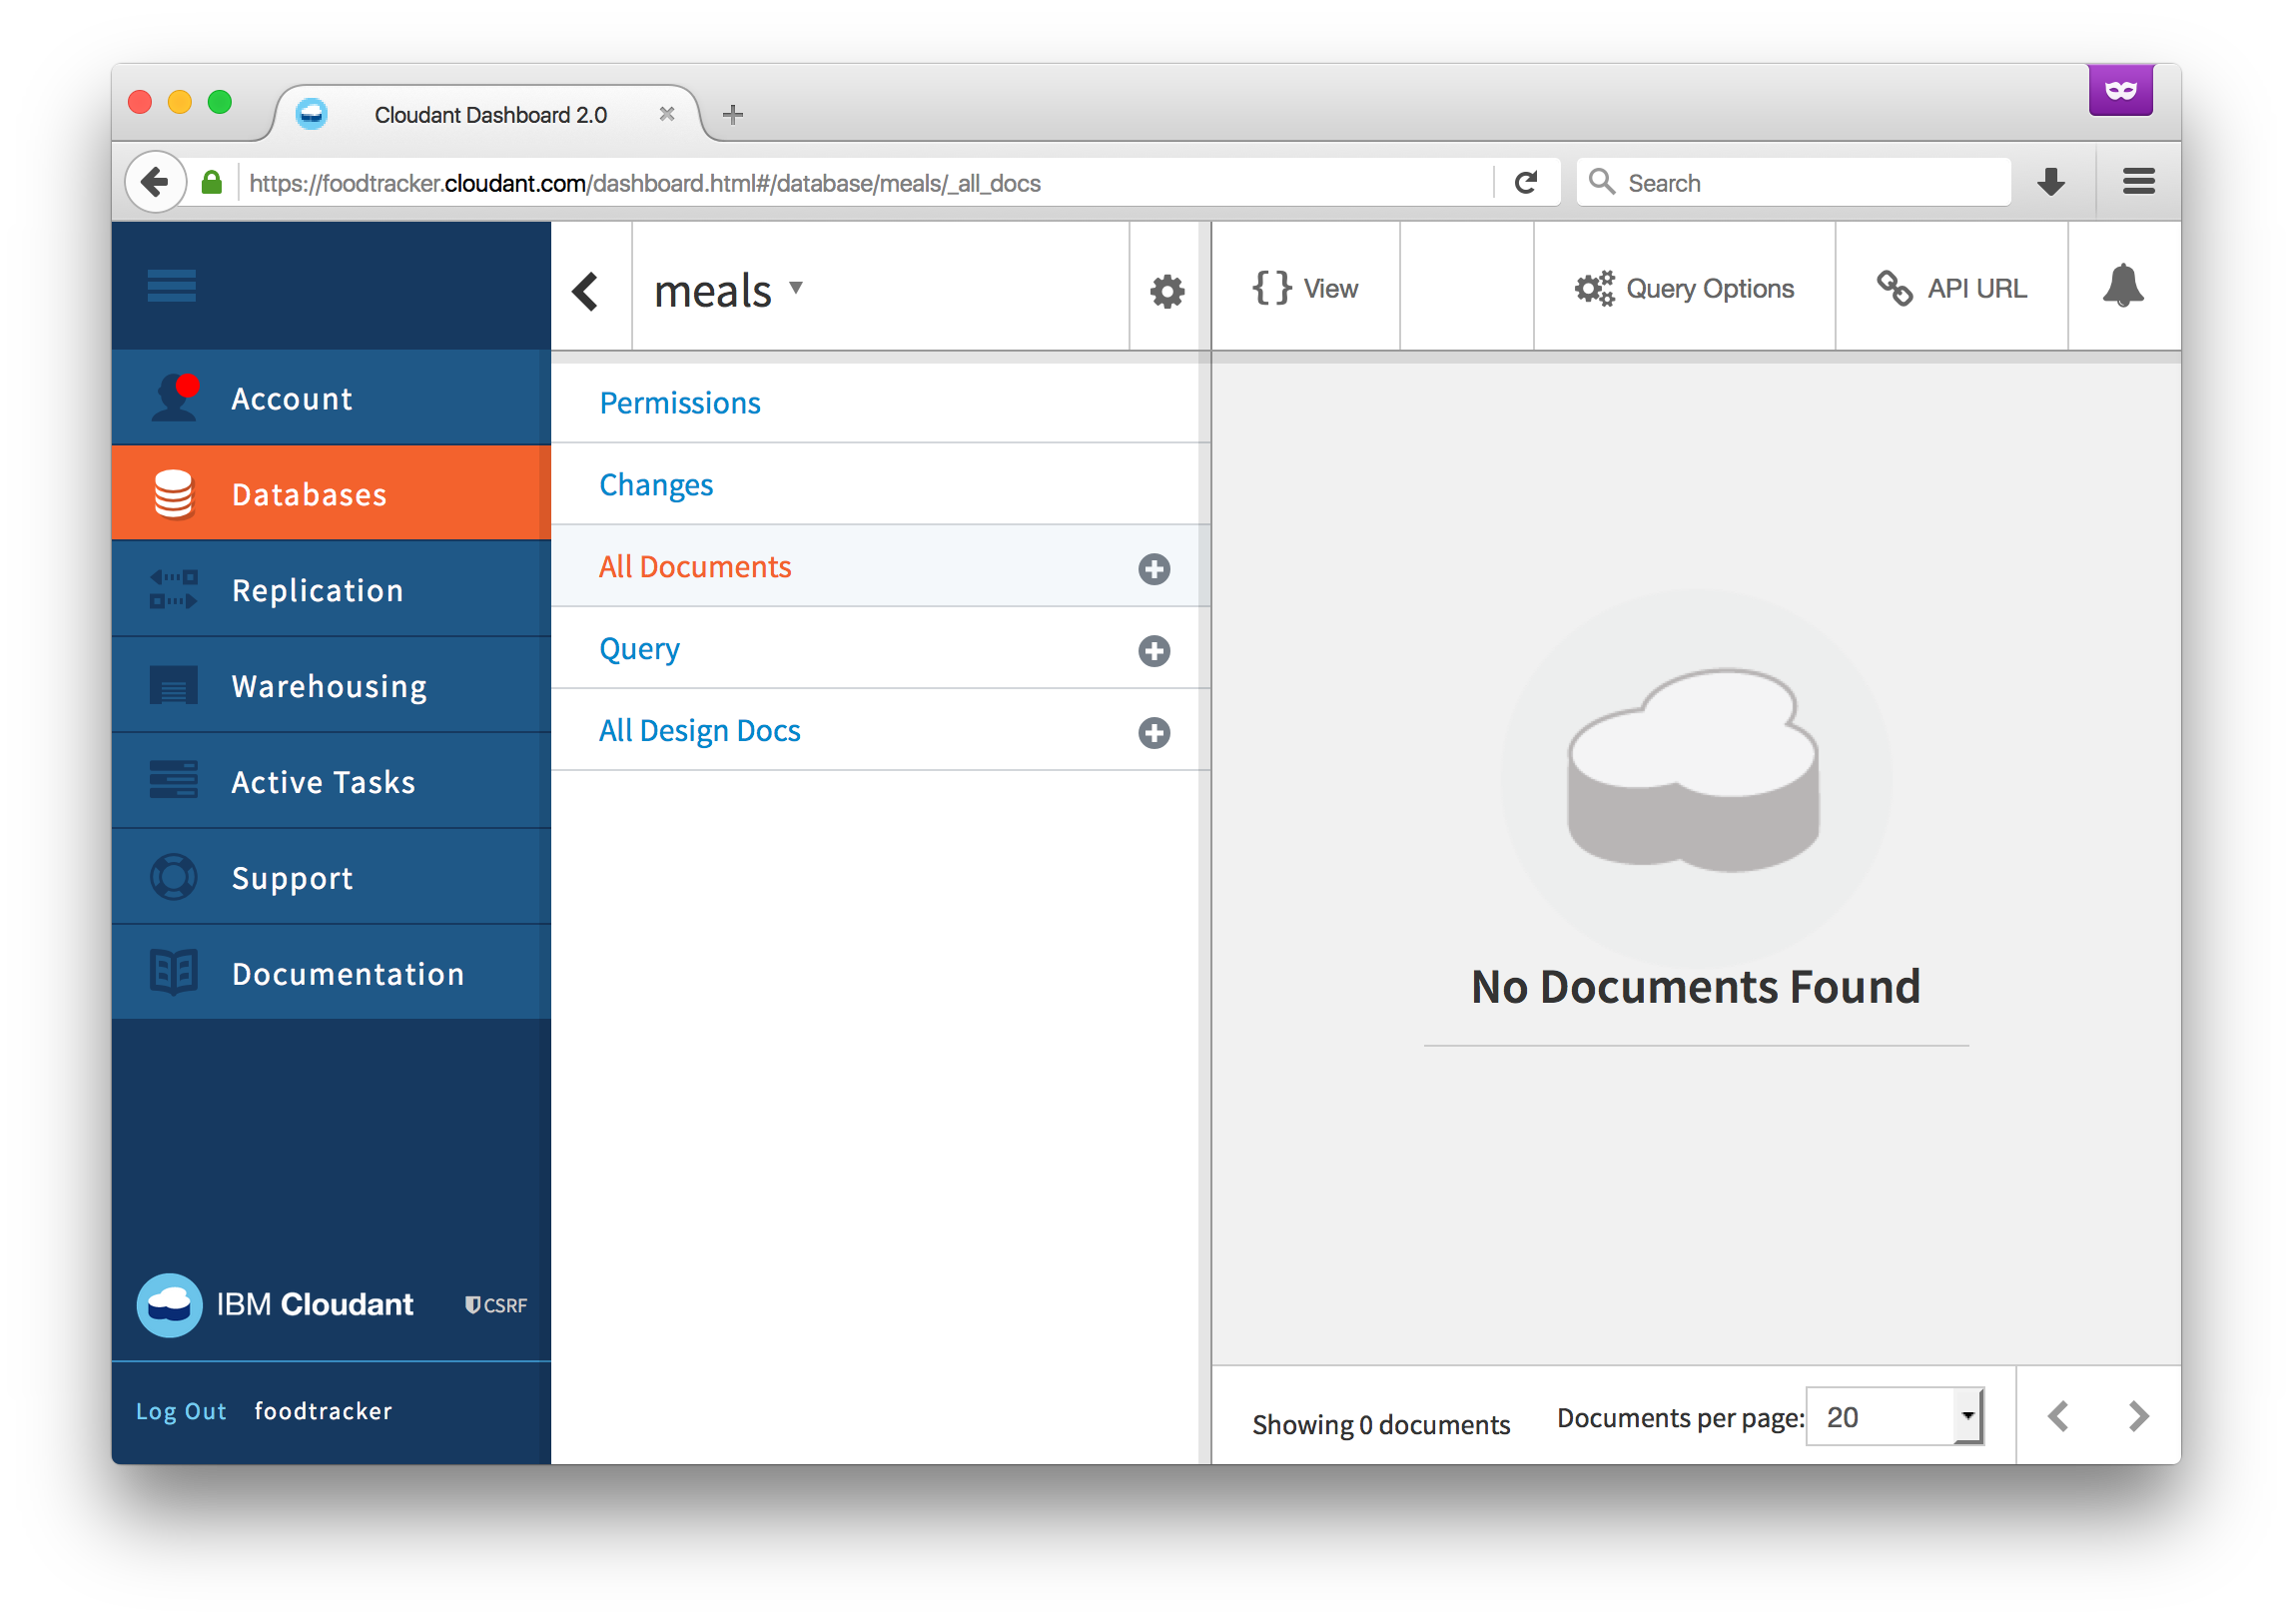 Cloudant Dashboard 2.0
https://foodtracker.cloudant.com/dashboard.html#/database/meals/_all_docs
Search
meals
{} View
Query Options
API URL
Account
Databases
Replication
Warehousing
Active Tasks
Support
Documentation
Permissions
Changes
All Documents
Query
All Design Docs
No Documents Found
IBM Cloudant
CSRF
Log Out
foodtracker
Showing 0 documents
Documents per page:
20